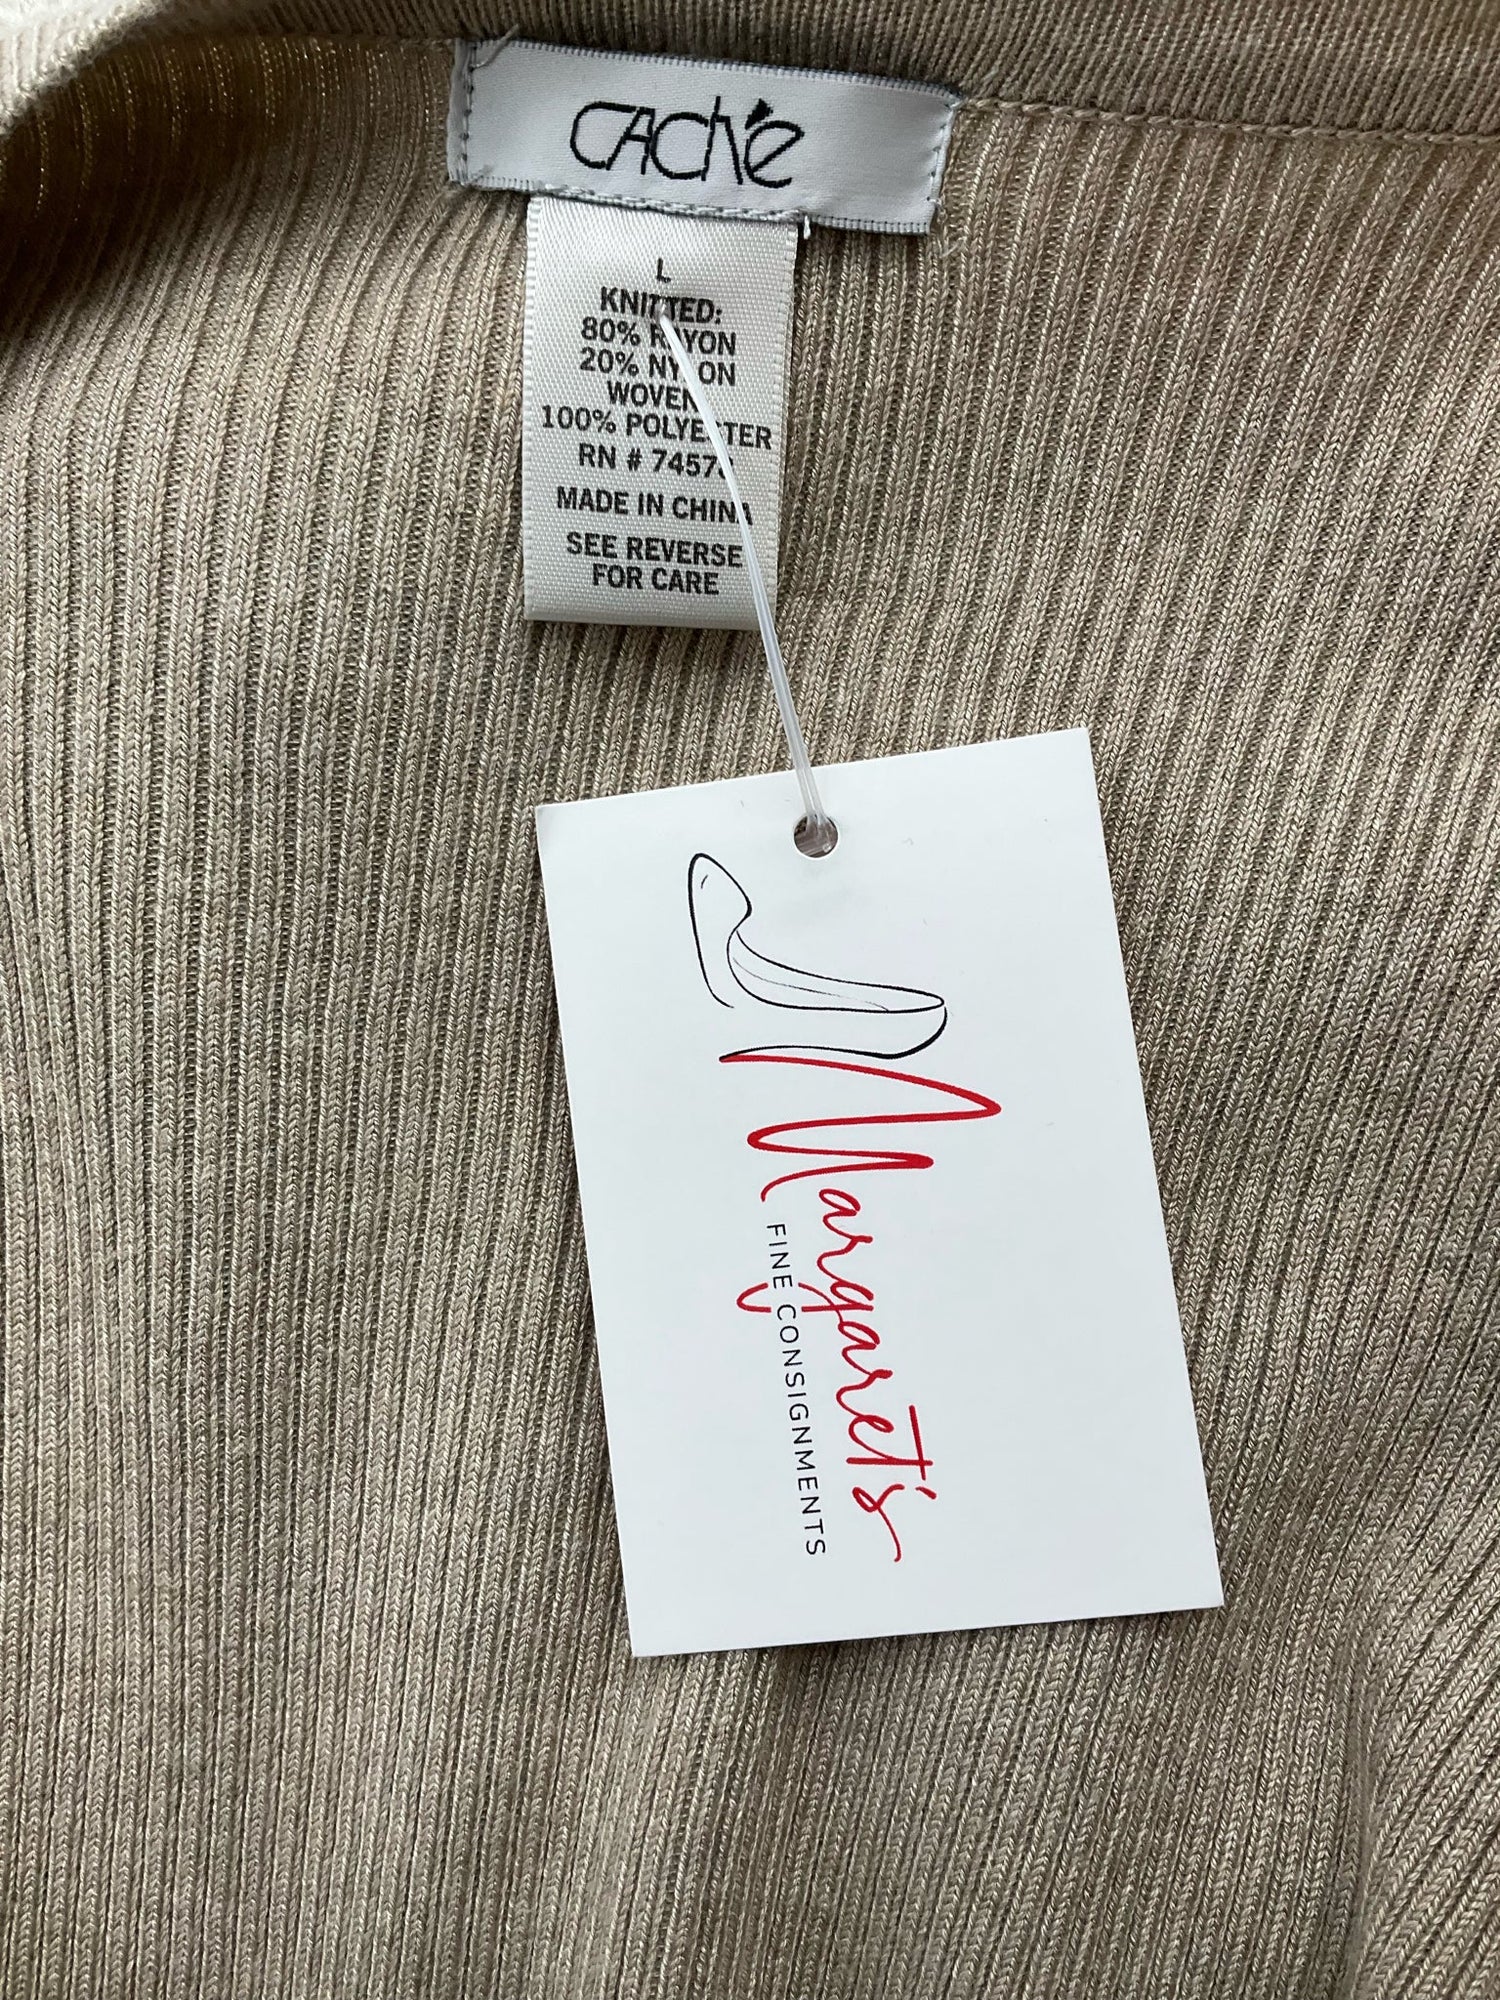 CAChé
L
KNITTED:
80% RAYON
20% NYLON
WOVEN
100% POLYESTER
RN #
MADE IN CHINA
SEE REVERSE
FOR CARE
Margaret's
FINE CONSIGNMENTS